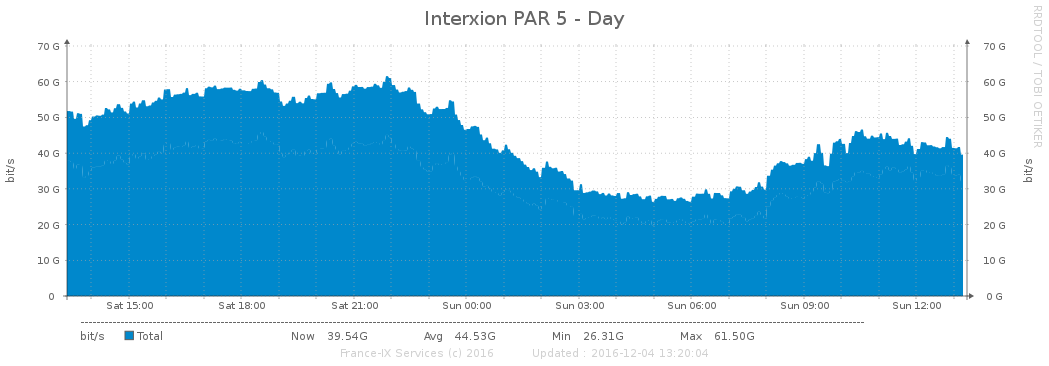 Interxion PAR 5 - Day
RRDTOOL / TOBI OETIKER
bit/s
70 G 70 G
60 G 60 G
50 G 50 G
40 G 40 G
30 G 30 G
20 G 20 G
10 G 10 G
0 0 G
bit/s
Sat 15:00 Sat 18:00 Sat 21:00 Sun 00:00 Sun 03:00 Sun 06:00 Sun 09:00 Sun 12:00
bit/s Total Now 39.54G Avg 44.53G Min 26.31G Max 61.50G
France-IX Services (c) 2016 Updated : 2016-12-04 13:20:04